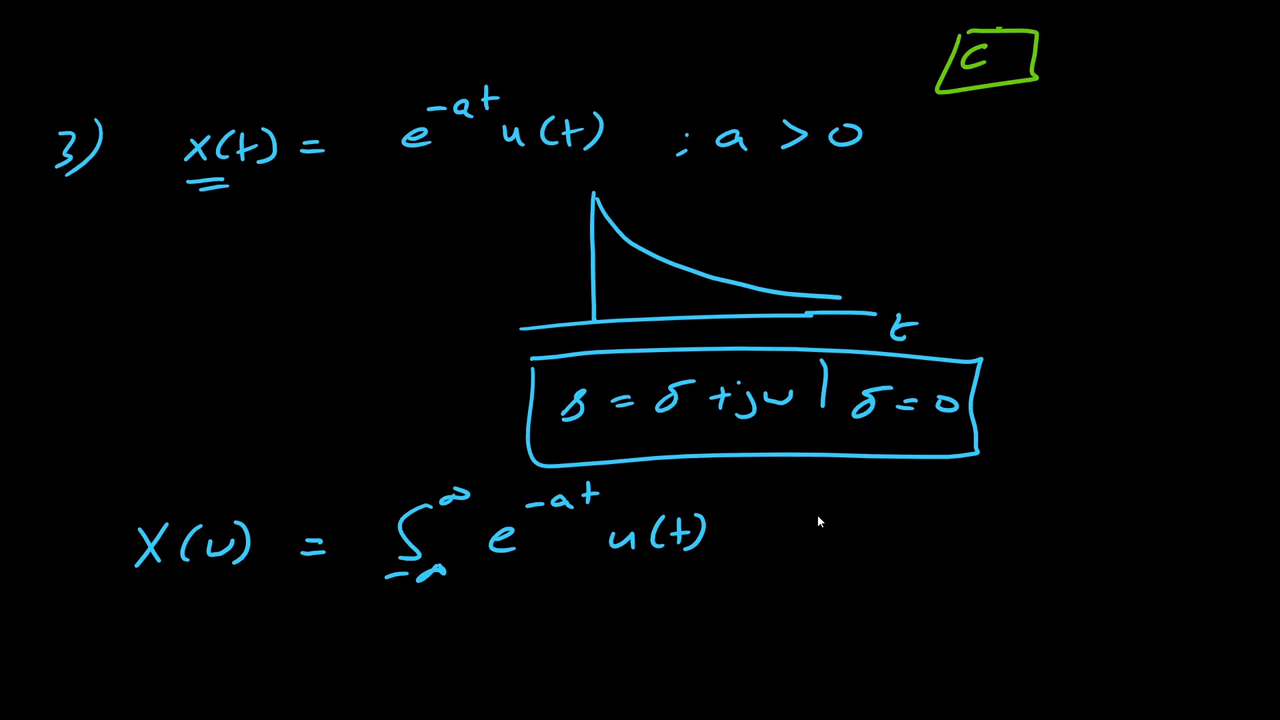 C
3) x(t) = e^{-at} u(t) ; a > 0
t
s = σ + jω | σ = 0
X(ω) = ∫_{-∞}^{∞} e^{-at} u(t)